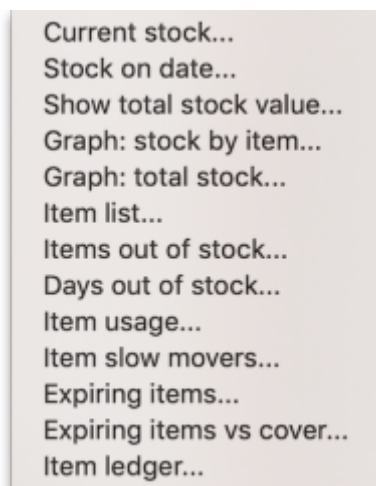 Current stock...
Stock on date...
Show total stock value...
Graph: stock by item...
Graph: total stock...
Item list...
Items out of stock...
Days out of stock...
Item usage...
Item slow movers...
Expiring items...
Expiring items vs cover...
Item ledger...